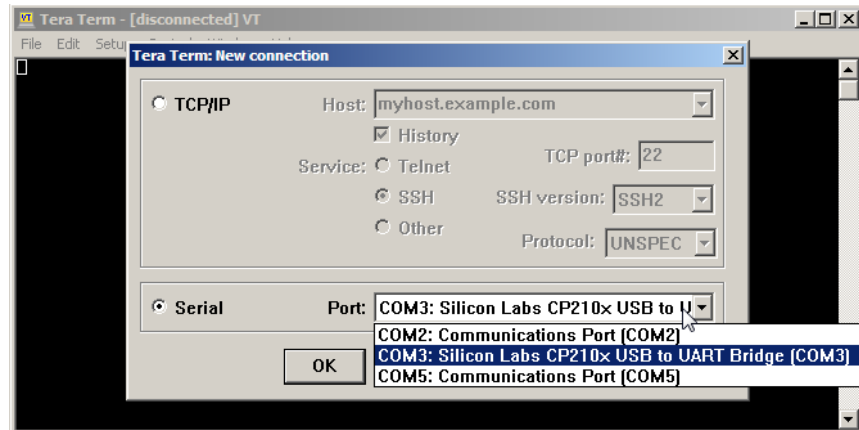 Tera Term - [disconnected] VT
File Edit Setup
Tera Term: New connection
TCP/IP
Host: myhost.example.com
History
Service: Telnet
TCP port#: 22
SSH
SSH version: SSH2
Other
Protocol: UNSPEC
Serial
Port: COM3: Silicon Labs CP210x USB to U
COM2: Communications Port (COM2)
COM3: Silicon Labs CP210x USB to UART Bridge (COM3)
COM5: Communications Port (COM5)
OK